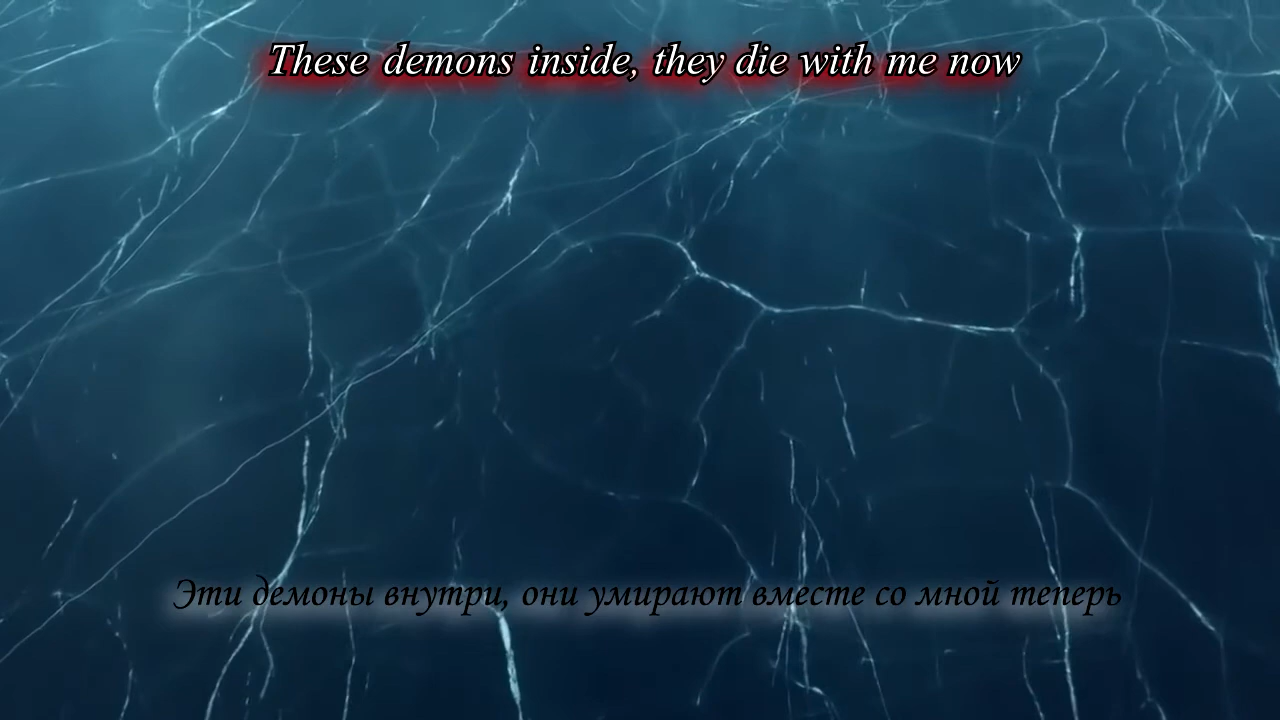 These demons inside, they die with me now
Эти демоны внутри, они умирают вместе со мной теперь